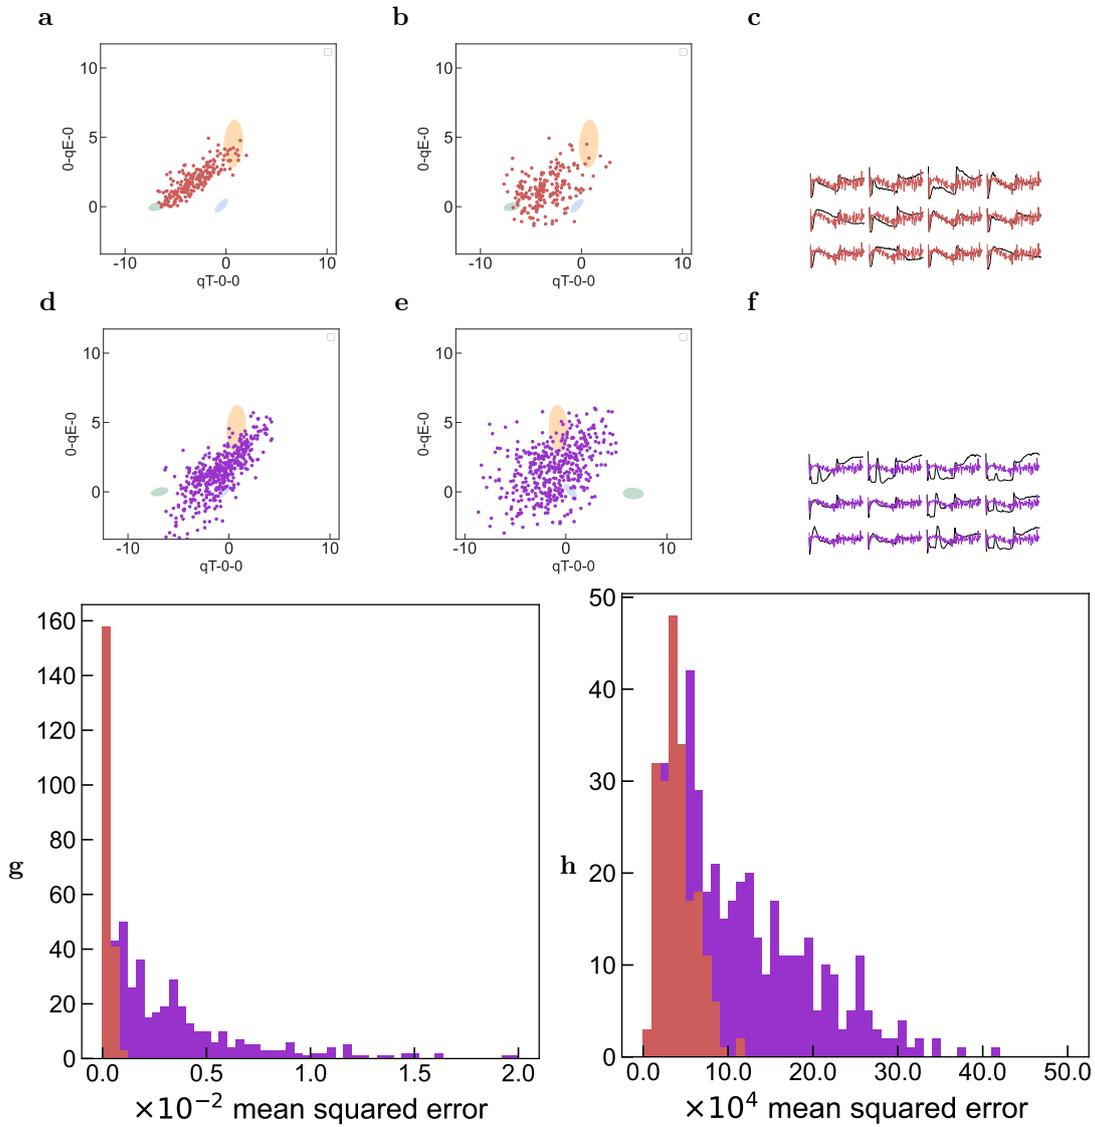 a
b
c
10
5
0
0-qE-0
-10
0
10
qT-0-0
10
5
0
0-qE-0
-10
0
10
qT-0-0
d
e
f
10
5
0
0-qE-0
-10
0
10
qT-0-0
10
5
0
0-qE-0
-10
0
10
qT-0-0
g
160
140
120
100
80
60
40
20
0
0.0
0.5
1.0
1.5
2.0
×10⁻² mean squared error
h
50
40
30
20
10
0
0.0
10.0
20.0
30.0
40.0
50.0
×10⁴ mean squared error